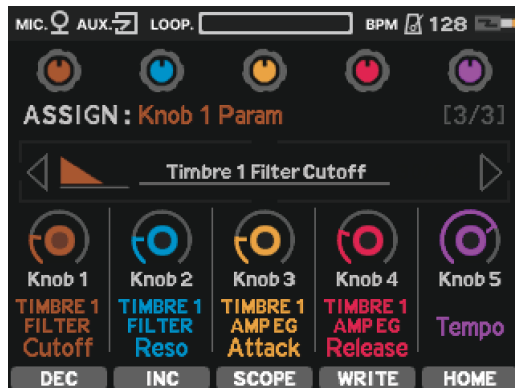 MIC. AUX. LOOP. BPM 128
ASSIGN : Knob 1 Param [3/3]
Timbre 1 Filter Cutoff
Knob 1 Knob 2 Knob 3 Knob 4 Knob 5
TIMBRE 1 TIMBRE 1 TIMBRE 1 TIMBRE 1
FILTER FILTER AMP EG AMP EG Tempo
Cutoff Reso Attack Release
DEC INC SCOPE WRITE HOME